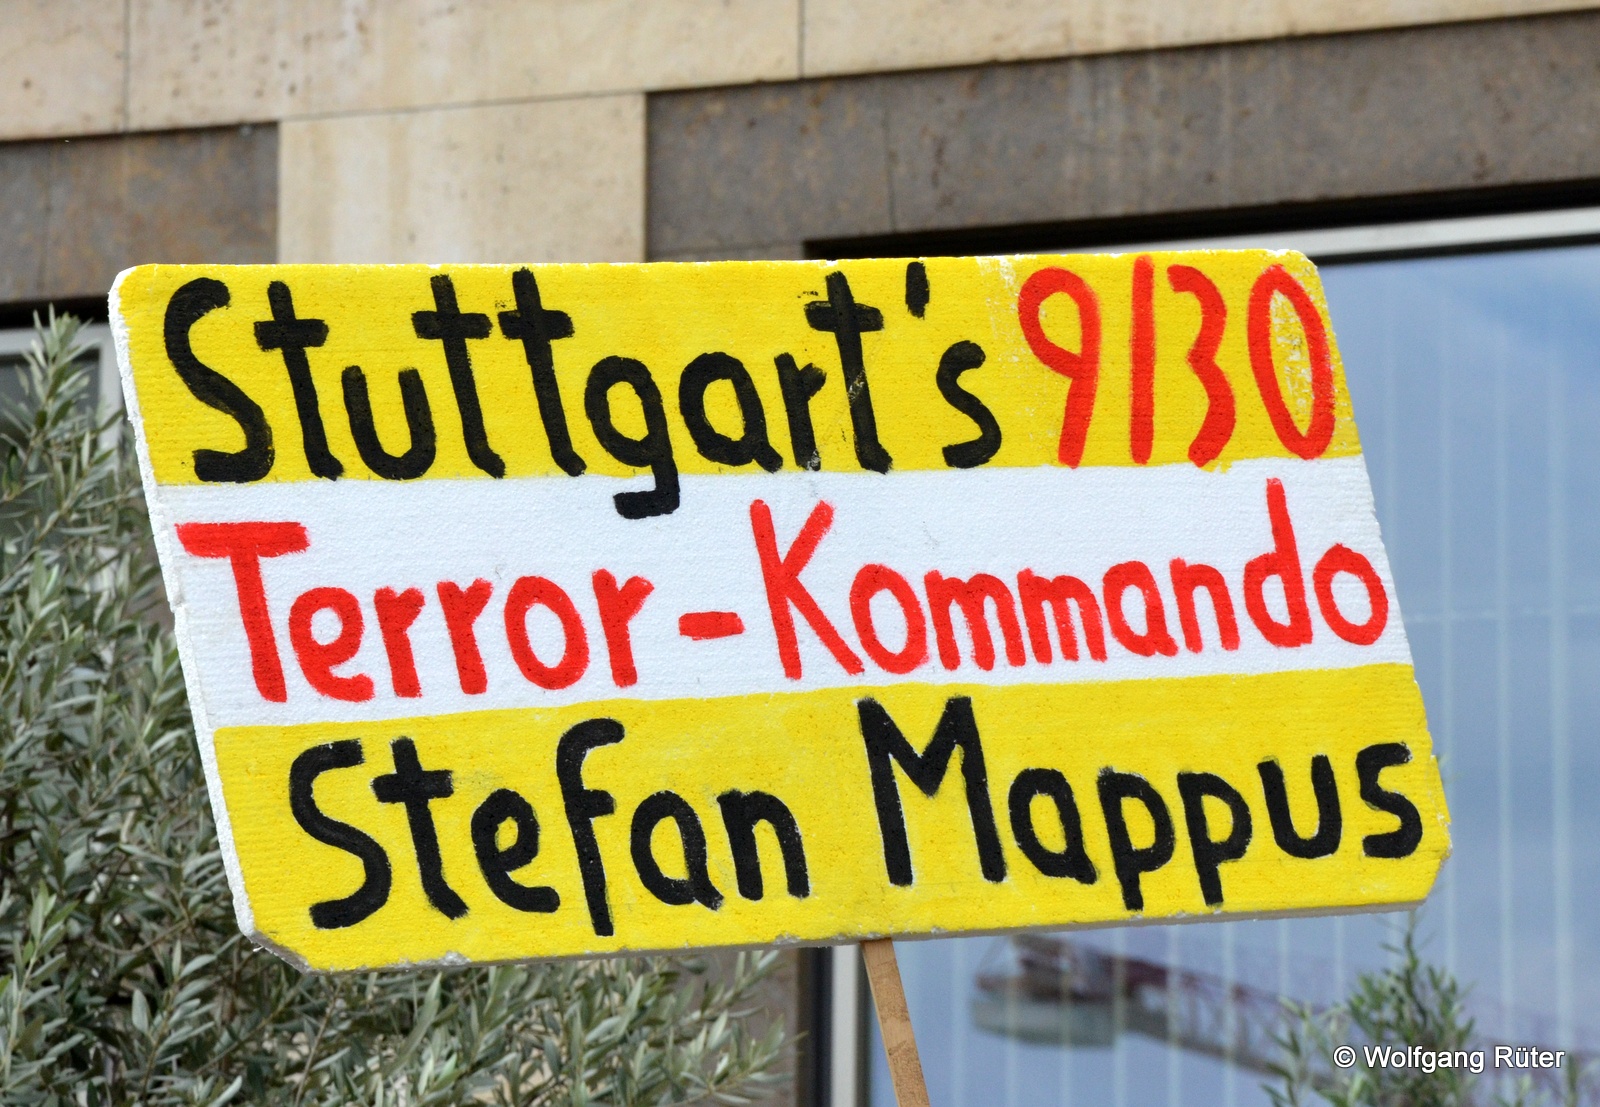 Stuttgart's 9/30
Terror-Kommando
Stefan Mappus
© Wolfgang Rüter